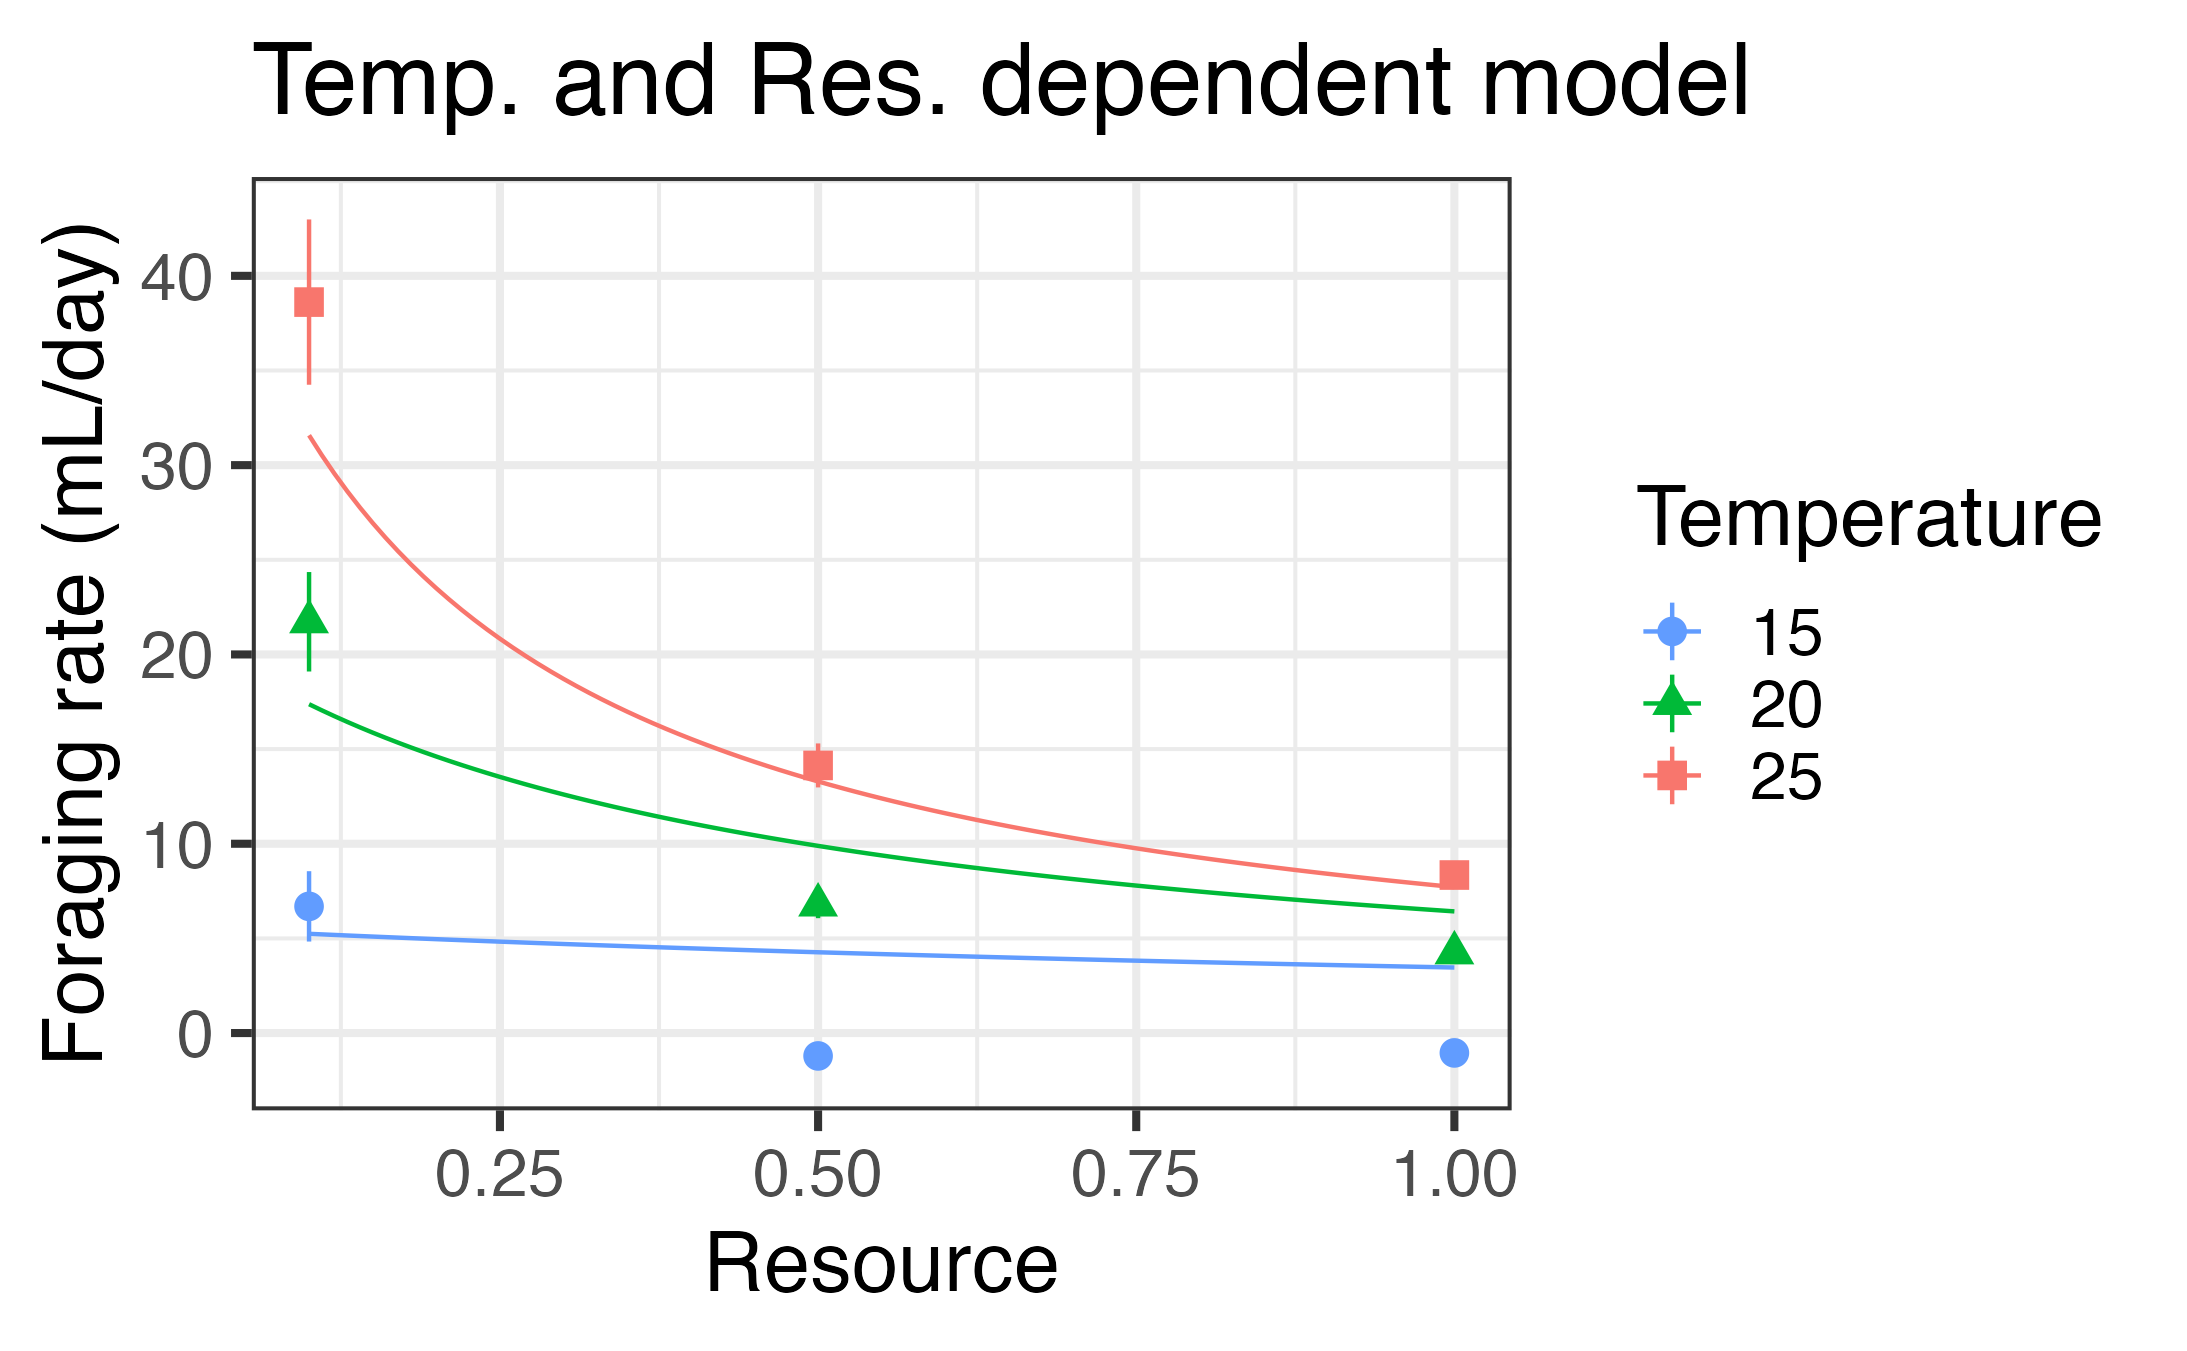 Temp. and Res. dependent model
Foraging rate (mL/day)
40
30
20
10
0
0.25 0.50 0.75 1.00
Resource
Temperature
15
20
25